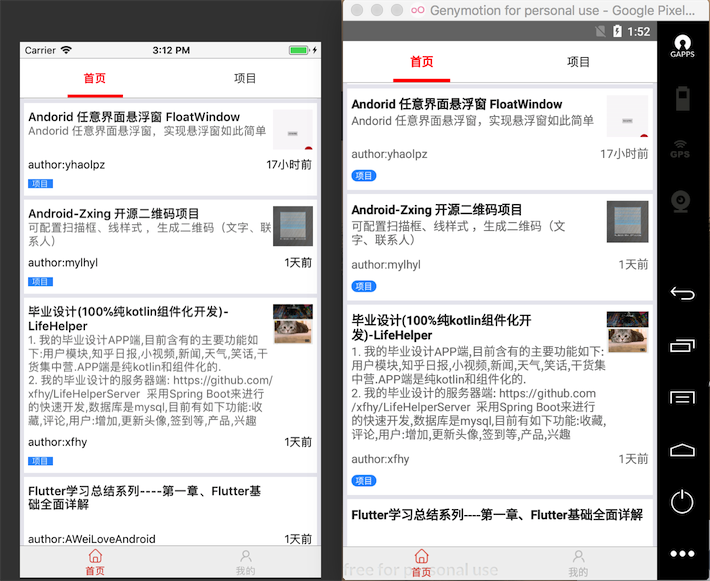 Carrier 3:12 PM
首页 项目
Andorid 任意界面悬浮窗 FloatWindow
Andorid 任意界面悬浮窗，实现悬浮窗如此简单
author:yhaolpz 17小时前
项目
Android-Zxing 开源二维码项目
可配置扫描框、线样式 ，生成二维码（文字、联
系人）
author:mylhyl 1天前
项目
毕业设计(100%纯kotlin组件化开发)-
LifeHelper
1. 我的毕业设计APP端,目前含有的主要功能如
下:用户模块,知乎日报,小视频,新闻,天气,笑话,干
货集中营.APP端是纯kotlin和组件化的.
2. 我的毕业设计的服务器端: https://github.com/
xfhy/LifeHelperServer 采用Spring Boot来进行
的快速开发,数据库是mysql,目前有如下功能:收
藏,评论,用户:增加,更新头像,签到等,产品,兴趣
author:xfhy 1天前
项目
Flutter学习总结系列----第一章、Flutter基
础全面详解
author:AWeiLoveAndroid 1天前
首页 我的
Genymotion for personal use - Google Pixel...
1:52
首页 项目
Andorid 任意界面悬浮窗 FloatWindow
Andorid 任意界面悬浮窗，实现悬浮窗如此简单
author:yhaolpz 17小时前
项目
Android-Zxing 开源二维码项目
可配置扫描框、线样式 ，生成二维码（文
字、联系人）
author:mylhyl 1天前
项目
毕业设计(100%纯kotlin组件化开
发)-LifeHelper
1. 我的毕业设计APP端,目前含有的主要功能如下:
用户模块,知乎日报,小视频,新闻,天气,笑话,干货集
中营.APP端是纯kotlin和组件化的.
2. 我的毕业设计的服务器端: https://github.com
/xfhy/LifeHelperServer 采用Spring Boot来进行
的快速开发,数据库是mysql,目前有如下功能:收藏,
评论,用户:增加,更新头像,签到等,产品,兴趣
author:xfhy 1天前
项目
Flutter学习总结系列----第一章、Flutter基础全面详解
free for personal use
首页 我的
GAPPS
GPS